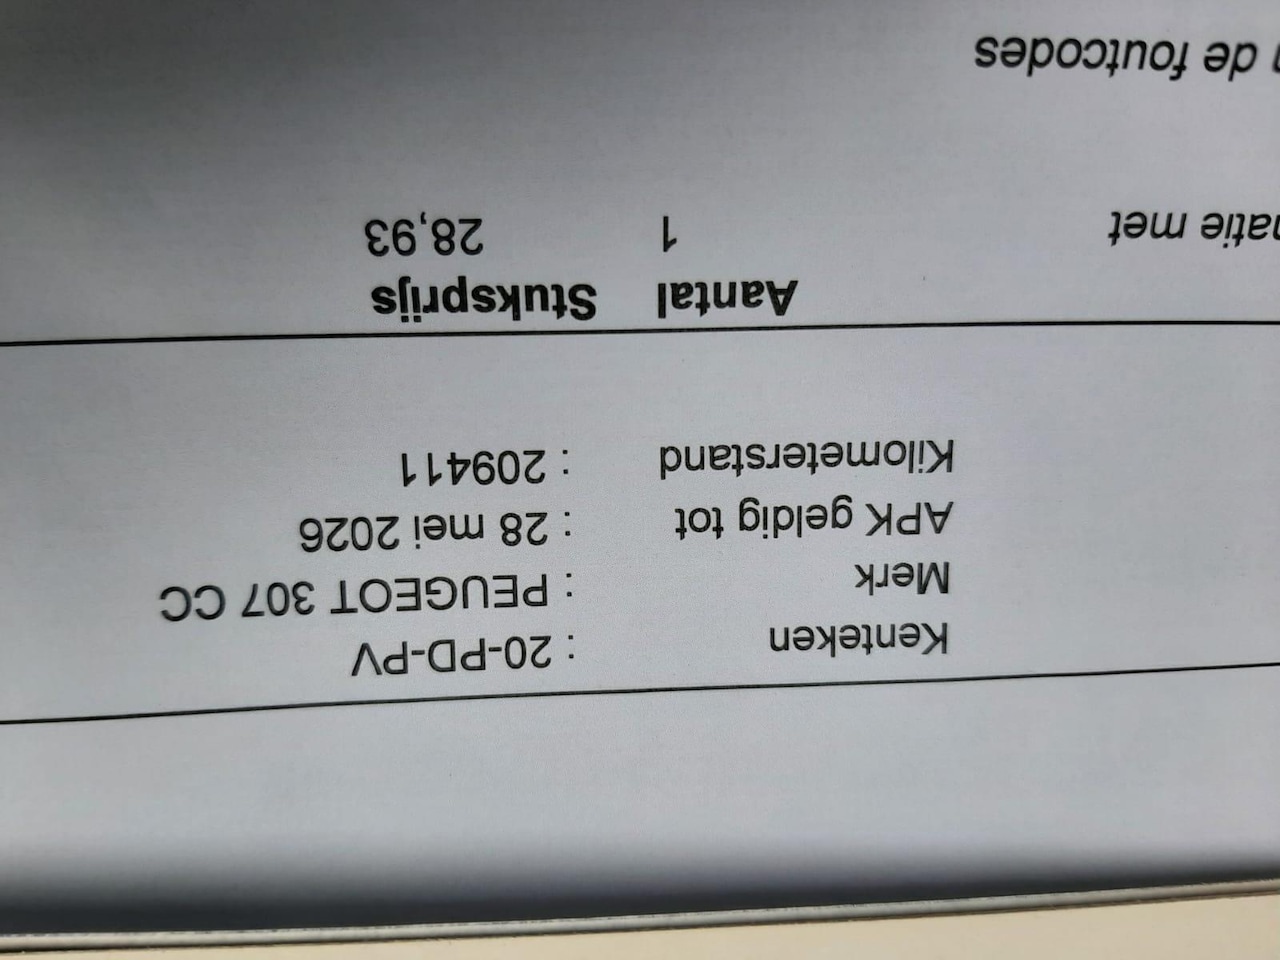 Kenteken : 20-PD-PV
Merk : PEUGEOT 307 CC
APK geldig tot : 28 mei 2026
Kilometerstand : 209411
Aantal Stuksprijs
natie met 1 28,93
de foutcodes